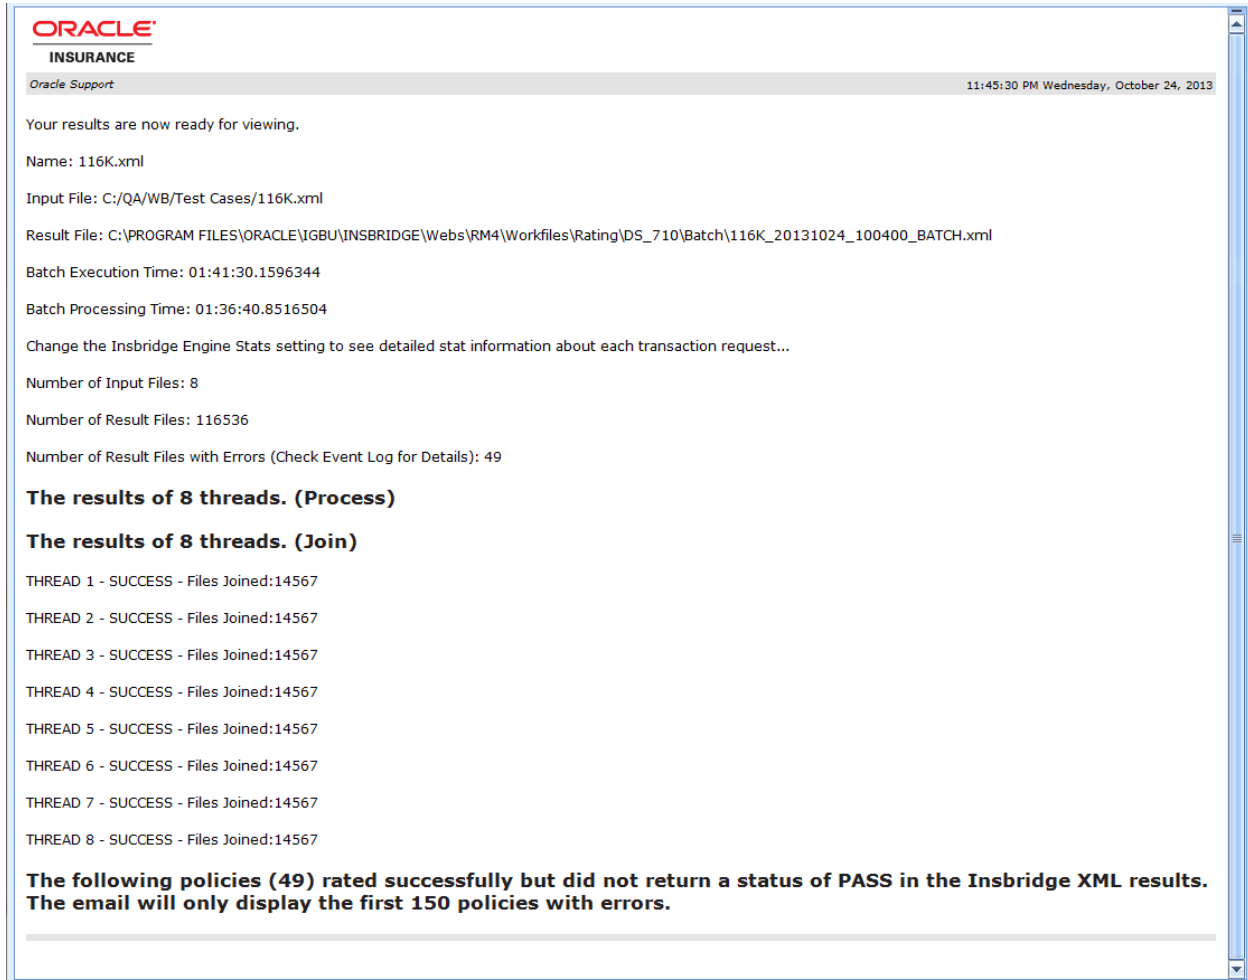 ORACLE
INSURANCE
Oracle Support 11:45:30 PM Wednesday, October 24, 2013
Your results are now ready for viewing.
Name: 116K.xml
Input File: C:/QA/WB/Test Cases/116K.xml
Result File: C:\PROGRAM FILES\ORACLE\IGBU\INSBRIDGE\Webs\RM4\Workfiles\Rating\DS_710\Batch\116K_20131024_100400_BATCH.xml
Batch Execution Time: 01:41:30.1596344
Batch Processing Time: 01:36:40.8516504
Change the Insbridge Engine Stats setting to see detailed stat information about each transaction request...
Number of Input Files: 8
Number of Result Files: 116536
Number of Result Files with Errors (Check Event Log for Details): 49
The results of 8 threads. (Process)
The results of 8 threads. (Join)
THREAD 1 - SUCCESS - Files Joined:14567
THREAD 2 - SUCCESS - Files Joined:14567
THREAD 3 - SUCCESS - Files Joined:14567
THREAD 4 - SUCCESS - Files Joined:14567
THREAD 5 - SUCCESS - Files Joined:14567
THREAD 6 - SUCCESS - Files Joined:14567
THREAD 7 - SUCCESS - Files Joined:14567
THREAD 8 - SUCCESS - Files Joined:14567
The following policies (49) rated successfully but did not return a status of PASS in the Insbridge XML results.
The email will only display the first 150 policies with errors.